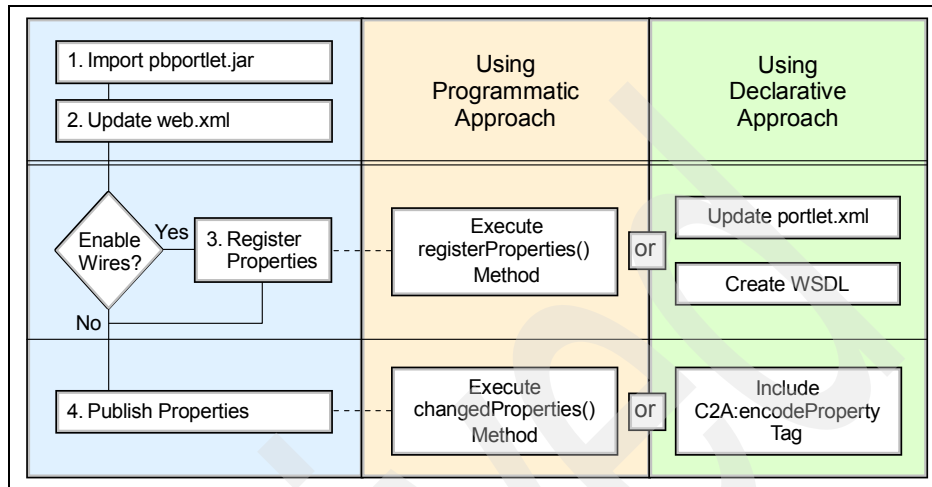 1. Import pbportlet.jar
2. Update web.xml
Using
Programmatic
Approach
Using
Declarative
Approach
Enable
Wires?
Yes
No
3. Register
Properties
Execute
registerProperties()
Method
or
Update portlet.xml
Create WSDL
4. Publish Properties
Execute
changedProperties()
Method
or
Include
C2A:encodeProperty
Tag